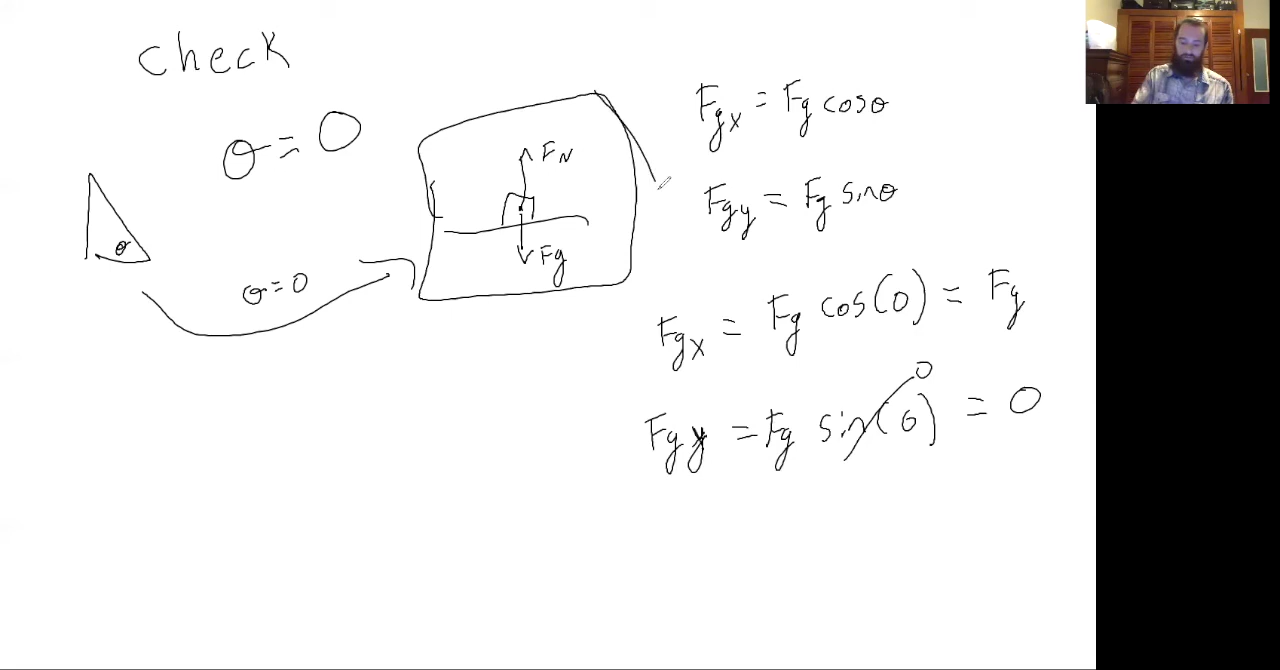 check
θ = 0
θ
θ = 0
F_N
F_g
F_gx = F_g cosθ
F_gy = F_g sinθ
F_gx = F_g cos(0) = F_g
F_gy = F_g sin(0) = 0
0